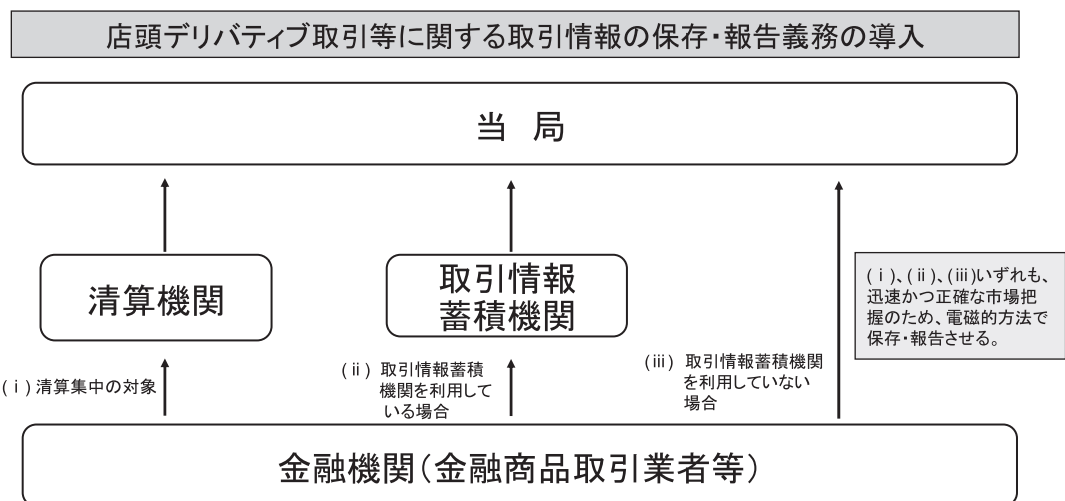 店頭デリバティブ取引等に関する取引情報の保存・報告義務の導入
当 局
清算機関
取引情報
蓄積機関
(ⅰ)、(ⅱ)、(ⅲ)いずれも、
迅速かつ正確な市場把
握のため、電磁的方法で
保存・報告させる。
(ⅰ)清算集中の対象
(ⅱ) 取引情報蓄積
機関を利用して
いる場合
(ⅲ) 取引情報蓄積機関
を利用していない
場合
金融機関(金融商品取引業者等)